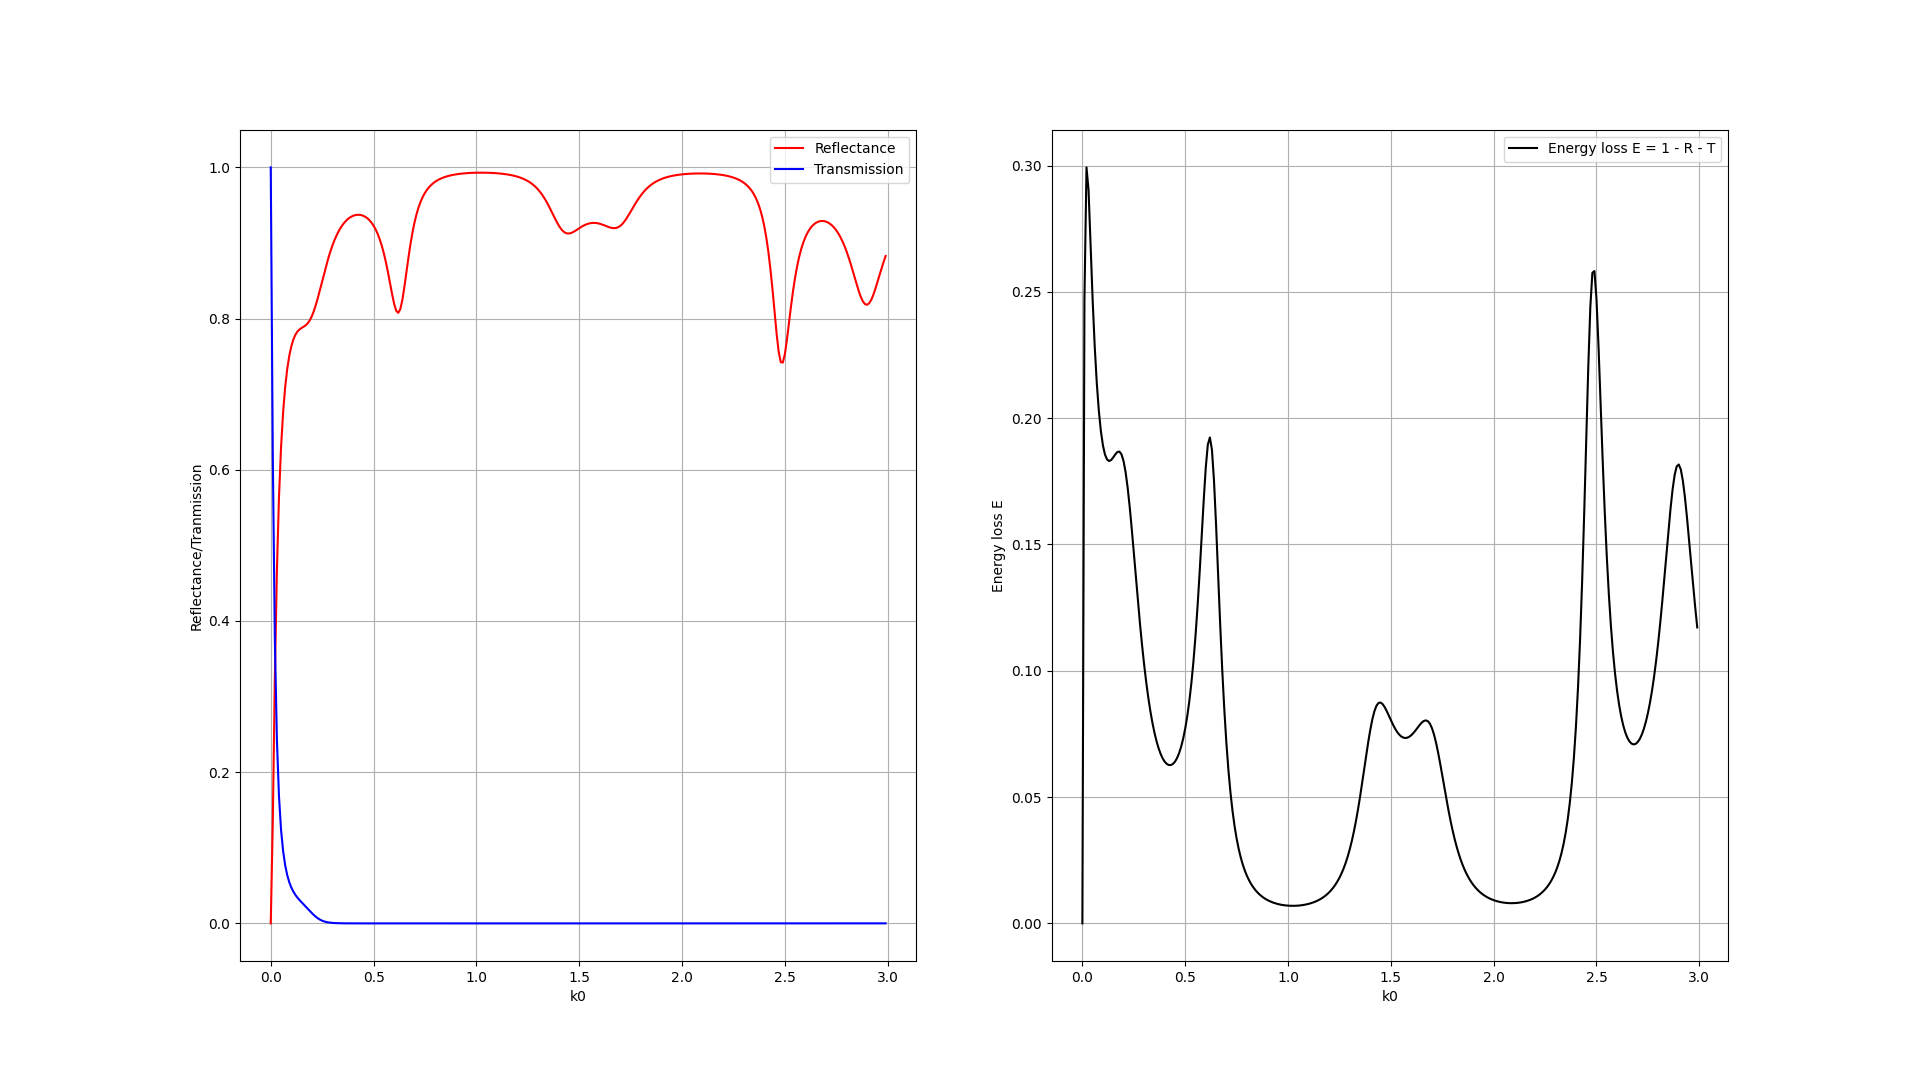 Reflectance
Transmission
1.0
0.8
0.6
0.4
0.2
0.0
Reflectance/Tranmission
0.0 0.5 1.0 1.5 2.0 2.5 3.0
k0
Energy loss E = 1 - R - T
0.30
0.25
0.20
0.15
0.10
0.05
0.00
Energy loss E
0.0 0.5 1.0 1.5 2.0 2.5 3.0
k0